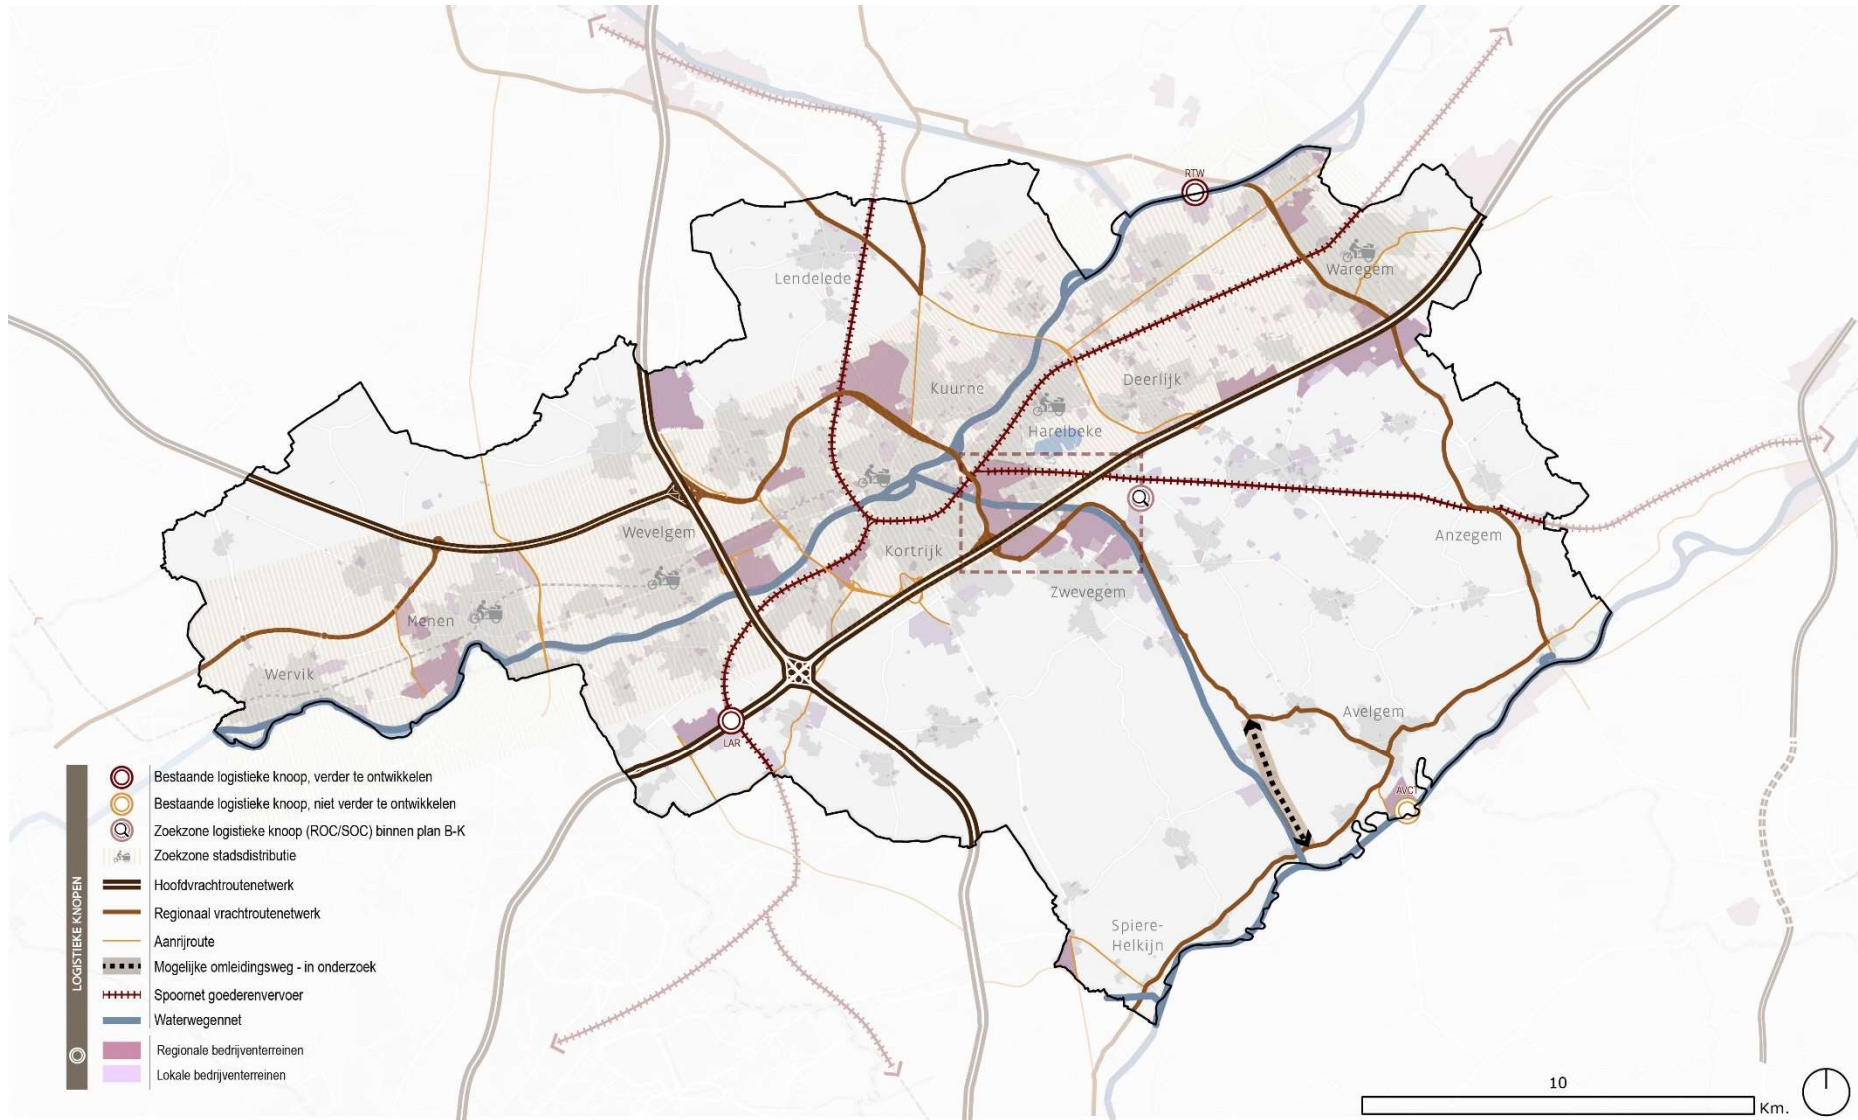 RTW
Waregem
Lendelede
Kuurne
Deerlijk
Harelbeke
Wevelgem
Kortrijk
Anzegem
Zwevegem
Menen
Wervik
Avelgem
LAR
AVCT
Spiere-
Helkijn
LOGISTIEKE KNOPEN
Bestaande logistieke knoop, verder te ontwikkelen
Bestaande logistieke knoop, niet verder te ontwikkelen
Zoekzone logistieke knoop (ROC/SOC) binnen plan B-K
Zoekzone stadsdistributie
Hoofdvrachtroutenetwerk
Regionaal vrachtroutenetwerk
Aanrijroute
Mogelijke omleidingsweg - in onderzoek
Spoornet goederenvervoer
Waterwegennet
Regionale bedrijventerreinen
Lokale bedrijventerreinen
10
Km.